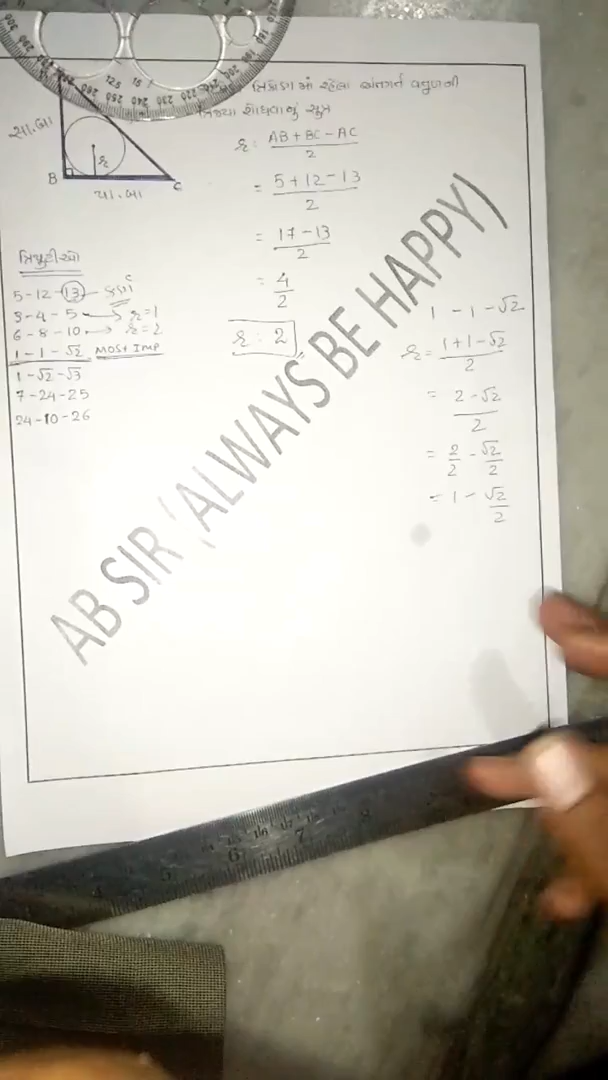 ત્રિકોણ માં રહેલા અંતર્ગત વર્તુળની
ત્રિજ્યા શોધવાનું સૂત્ર
સા.બા
B
r
સા.બા
C
r = AB + BC - AC / 2
= 5 + 12 - 13 / 2
= 17 - 13 / 2
= 4 / 2
r = 2
ત્રિપુટીઓ
5-12-13 કર્ણ
3-4-5 → r=1
6-8-10 → r=2
1-1-√2 MOST IMP
1-√2-√3
7-24-25
24-10-26
1-1-√2
r = 1+1-√2 / 2
= 2-√2 / 2
= 2/2 - √2/2
= 1 - √2/2
AB SIR (ALWAYS BE HAPPY)